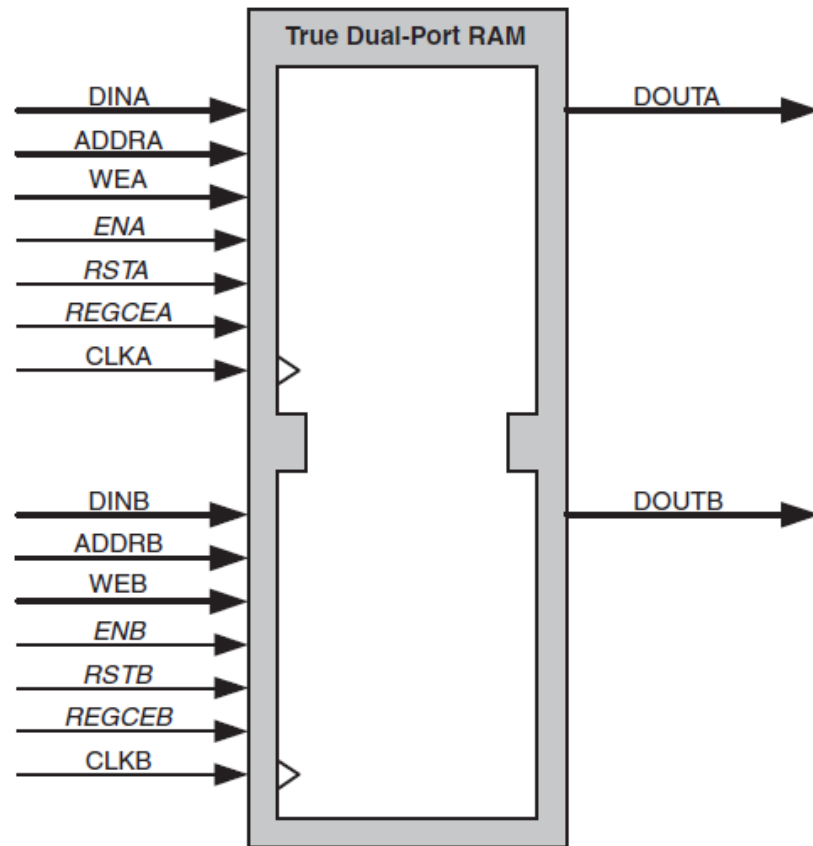 True Dual-Port RAM
DINA
ADDRA
WEA
ENA
RSTA
REGCEA
CLKA
DOUTA
DINB
ADDRB
WEB
ENB
RSTB
REGCEB
CLKB
DOUTB